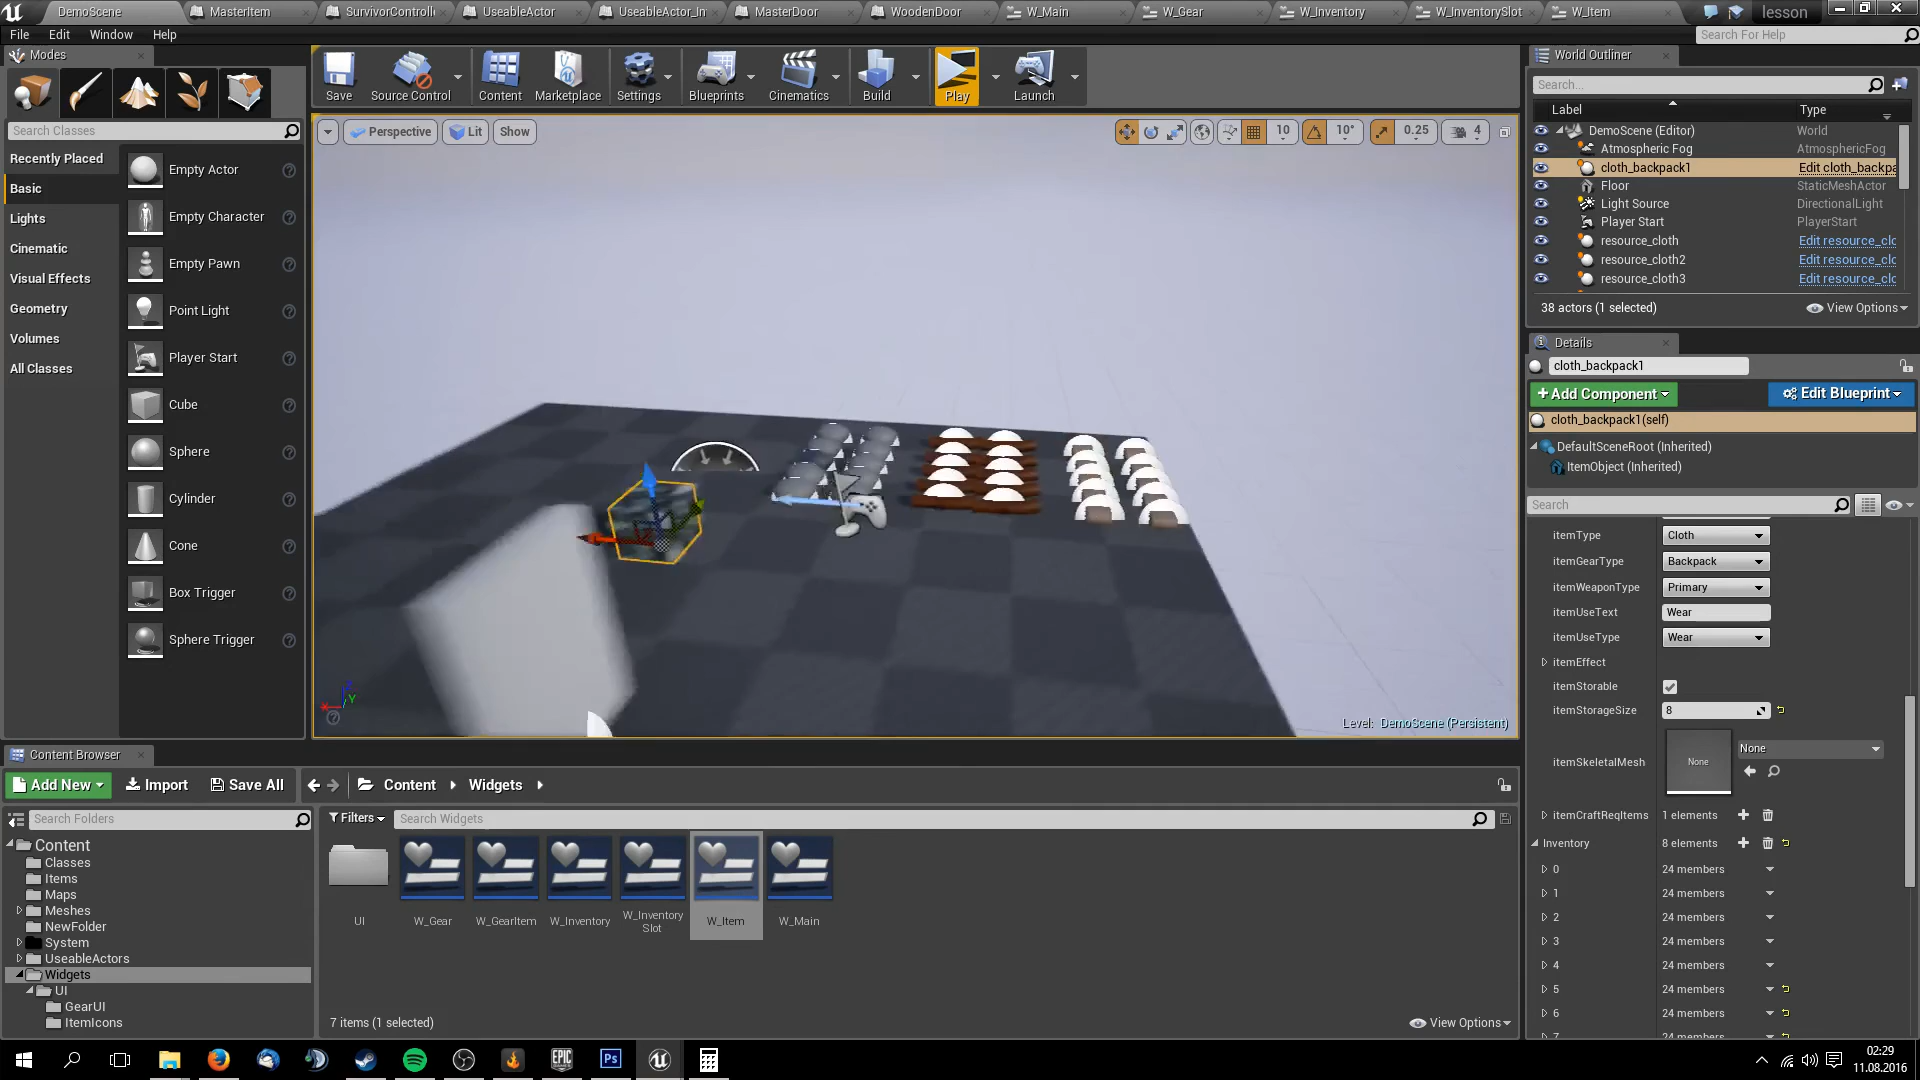 DemoScene
MasterItem
SurvivorControlle
UseableActor
UseableActor_In
MasterDoor
WoodenDoor
W_Main
W_Gear
W_Inventory
W_InventorySlot
W_Item
lesson
File
Edit
Window
Help
Search For Help
Modes
Search Classes
Recently Placed
Basic
Lights
Cinematic
Visual Effects
Geometry
Volumes
All Classes
Empty Actor
Empty Character
Empty Pawn
Point Light
Player Start
Cube
Sphere
Cylinder
Cone
Box Trigger
Sphere Trigger
Save
Source Control
Content
Marketplace
Settings
Blueprints
Cinematics
Build
Play
Launch
Perspective
Lit
Show
10
10°
0.25
4
Level: DemoScene (Persistent)
World Outliner
Search...
Label
Type
DemoScene (Editor)
World
Atmospheric Fog
AtmosphericFog
cloth_backpack1
Edit cloth_backpa
Floor
StaticMeshActor
Light Source
DirectionalLight
Player Start
PlayerStart
resource_cloth
Edit resource_clo
resource_cloth2
Edit resource_clo
resource_cloth3
Edit resource_clo
38 actors (1 selected)
View Options
Details
cloth_backpack1
Add Component
Edit Blueprint
cloth_backpack1(self)
DefaultSceneRoot (Inherited)
ItemObject (Inherited)
Search
itemType
Cloth
itemGearType
Backpack
itemWeaponType
Primary
itemUseText
Wear
itemUseType
Wear
itemEffect
itemStorable
itemStorageSize
8
itemSkeletalMesh
None
None
itemCraftReqItems
1 elements
Inventory
8 elements
0
24 members
1
24 members
2
24 members
3
24 members
4
24 members
5
24 members
6
24 members
7
24 members
Content Browser
Add New
Import
Save All
Content
Widgets
Search Folders
Content
Classes
Items
Maps
Meshes
NewFolder
System
UseableActors
Widgets
UI
GearUI
ItemIcons
Filters
Search Widgets
UI
W_Gear
W_GearItem
W_Inventory
W_Inventory
Slot
W_Item
W_Main
7 items (1 selected)
View Options
EPIC
GAMES
Ps
02:29
11.08.2016